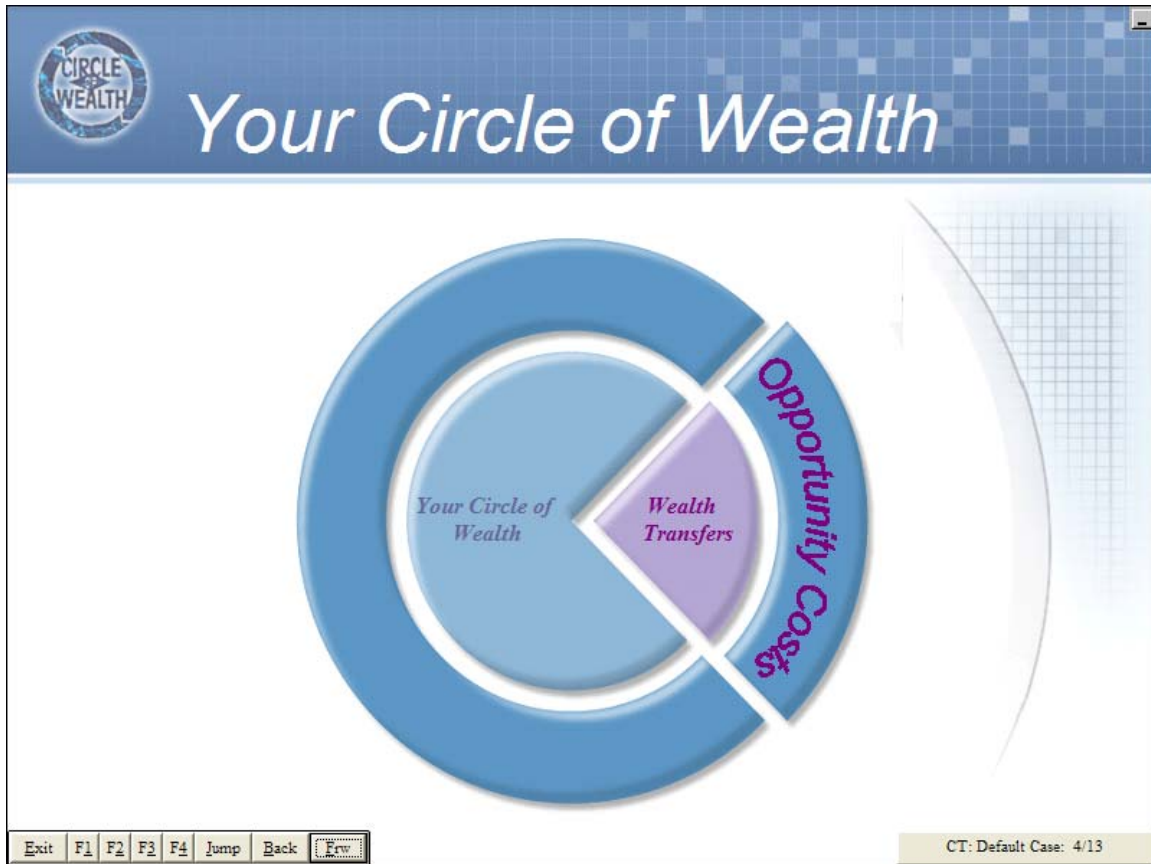 CIRCLE
OF
WEALTH
Your Circle of Wealth
Opportunity Costs
Your Circle of
Wealth
Wealth
Transfers
Exit F1 F2 F3 F4 Jump Back Frw
CT: Default Case: 4/13